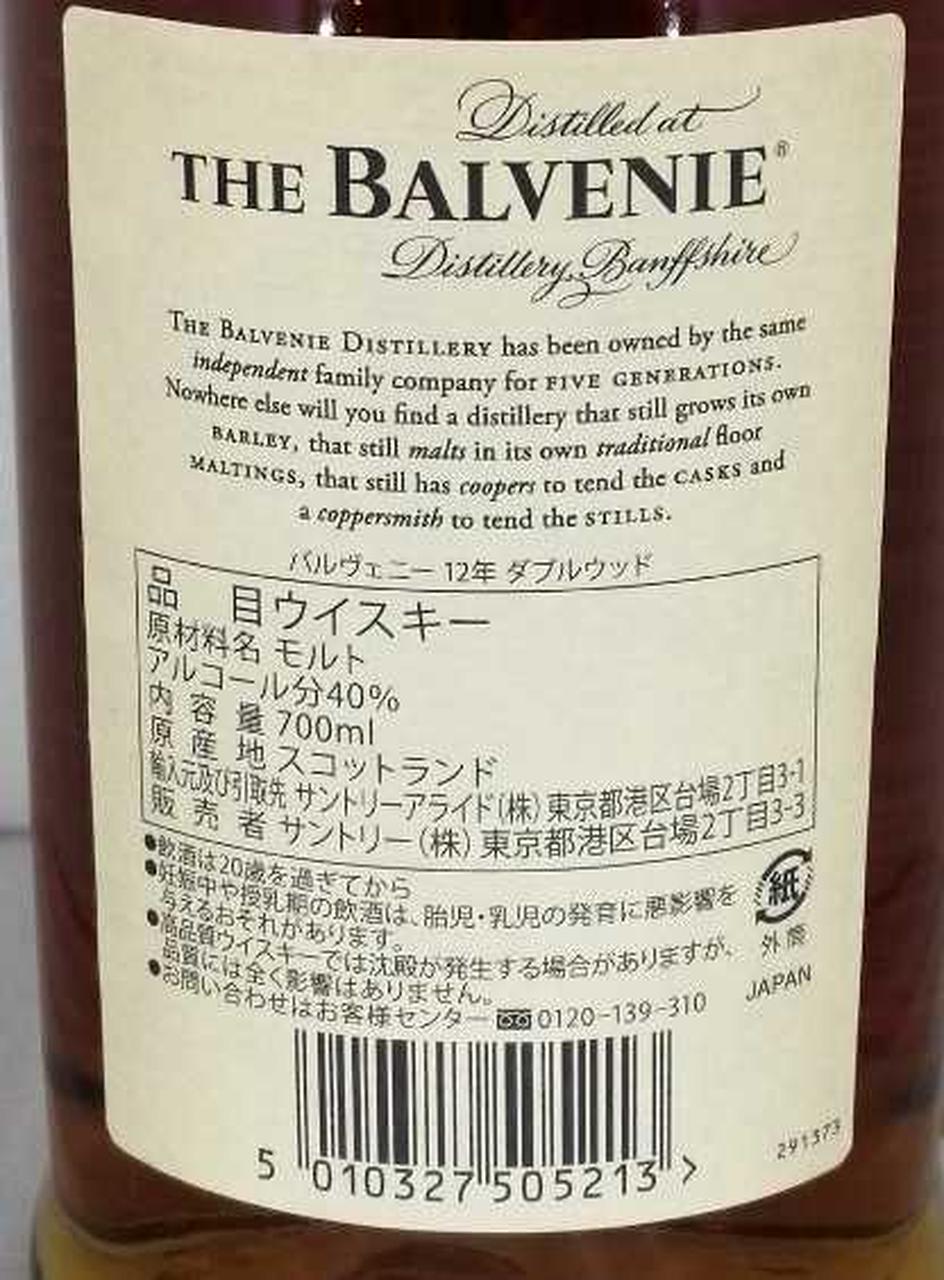 Distilled at
THE BALVENIE®
Distillery, Banffshire
THE BALVENIE DISTILLERY has been owned by the same
independent family company for FIVE GENERATIONS.
Nowhere else will you find a distillery that still grows its own
BARLEY, that still malts in its own traditional floor
MALTINGS, that still has coopers to tend the CASKS and
a coppersmith to tend the STILLS.
バルヴェニー 12年 ダブルウッド
品 目 ウイスキー
原材料名 モルト
アルコール分 40%
内容量 700ml
原産地 スコットランド
輸入元及び引取先 サントリーアライド(株) 東京都港区台場2丁目3-1
販売者 サントリー(株) 東京都港区台場2丁目3-3
●飲酒は20歳を過ぎてから
●妊娠中や授乳期の飲酒は、胎児・乳児の発育に悪影響を
与えるおそれがあります。
●高品質ウイスキーでは沈殿が発生する場合がありますが、
品質には全く影響はありません。
●お問い合わせはお客様センター 0120-139-310
紙
外箱
JAPAN
5 010327 505213 >
291373